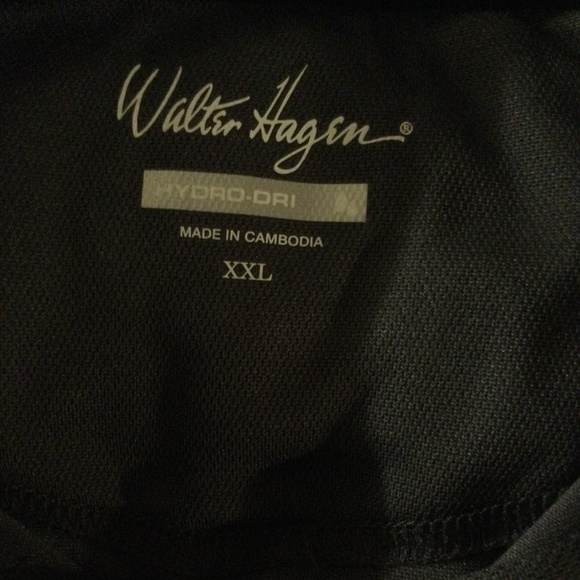 Walter Hagen®
HYDRO-DRI
MADE IN CAMBODIA
XXL